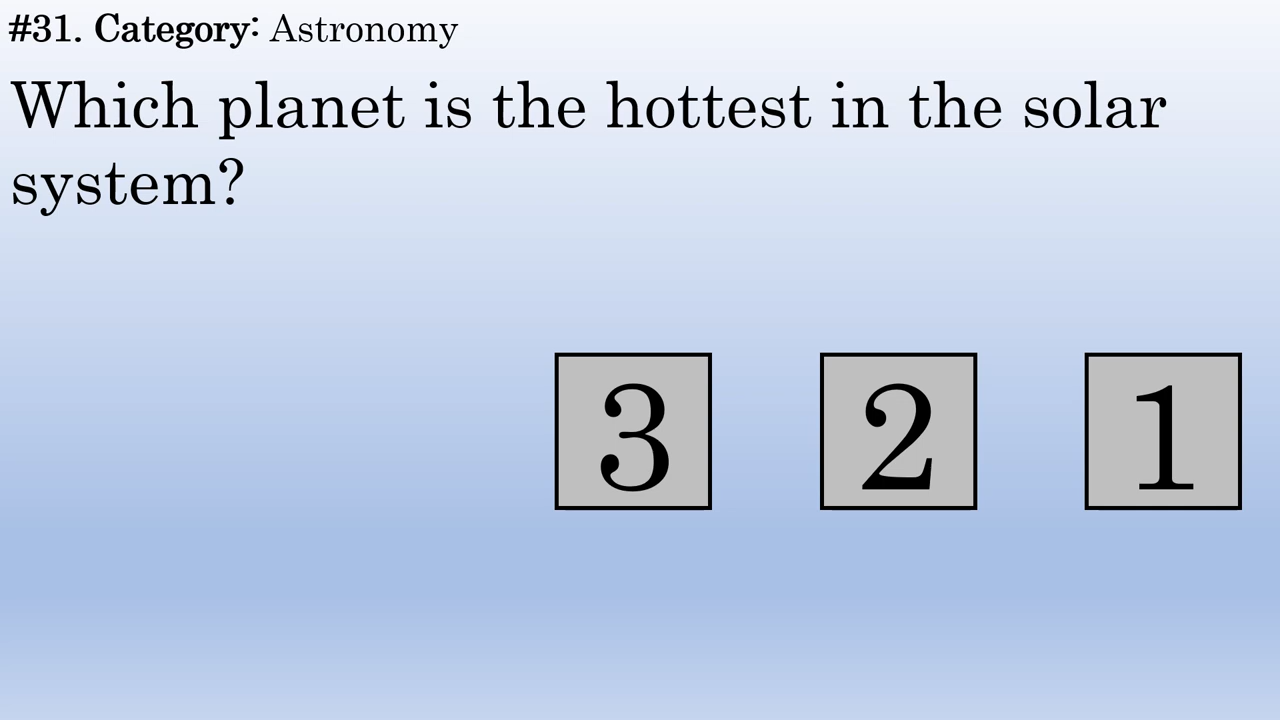 #31. Category: Astronomy
Which planet is the hottest in the solar
system?
3 2 1